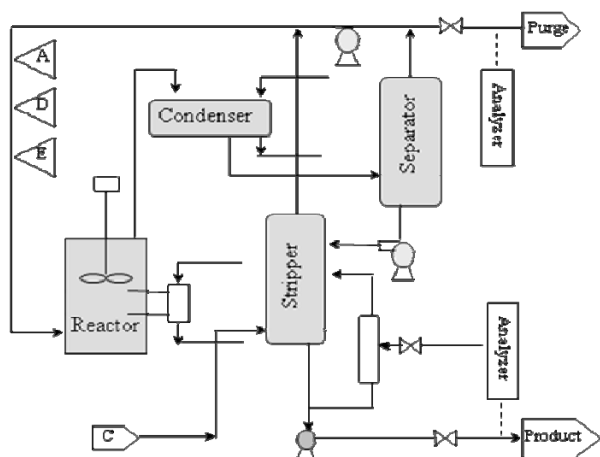 Purge
A
D
E
Condenser
Separator
Analyzer
Stripper
Reactor
Analyzer
C
Product